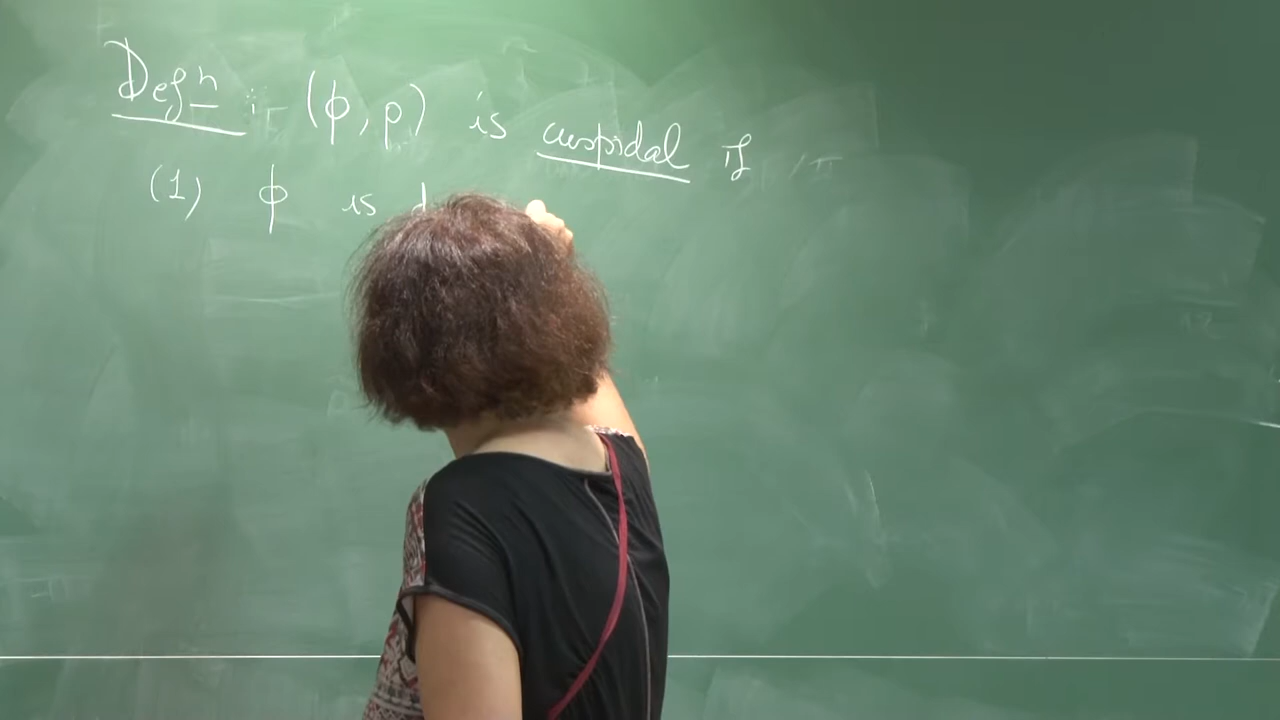 Defn :- (ϕ, ρ) is cuspidal if
(1) ϕ is